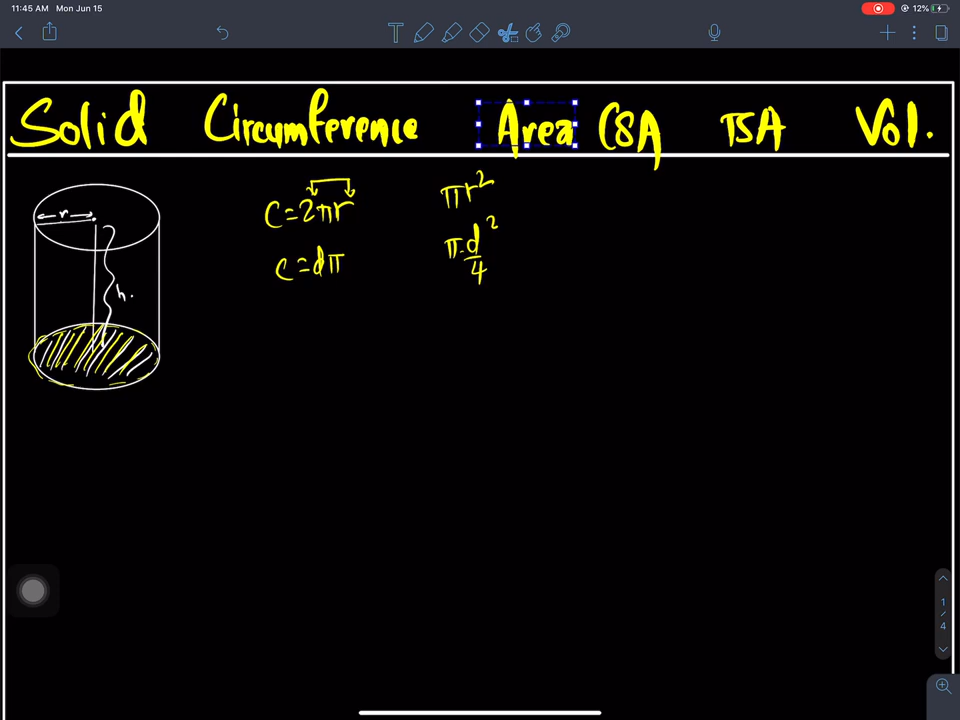 11:45 AM Mon Jun 15
12%
T
Solid Circumference Area CSA TSA Vol.
r
h.
C=2πr
C=dπ
πr²
π.d²/4
1
/
4